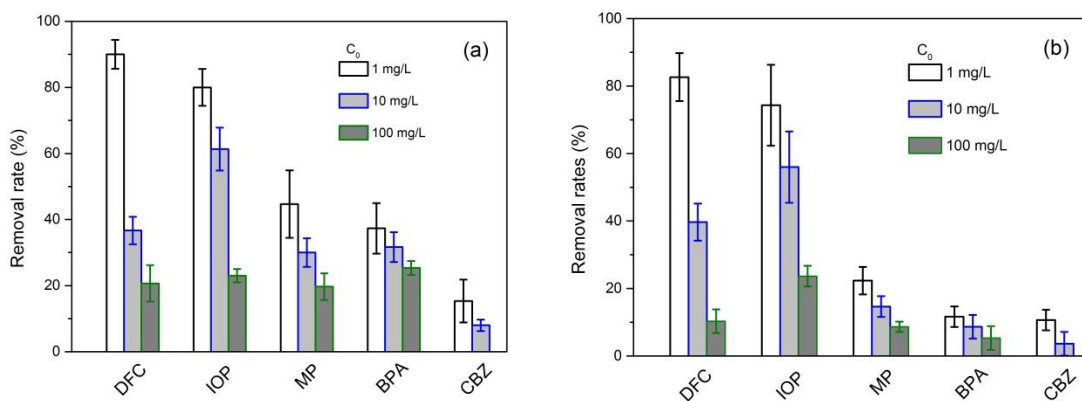 (a)
C₀
1 mg/L
10 mg/L
100 mg/L
Removal rate (%)
100
80
60
40
20
0
DFC IOP MP BPA CBZ
(b)
C₀
1 mg/L
10 mg/L
100 mg/L
Removal rates (%)
100
80
60
40
20
0
DFC IOP MP BPA CBZ